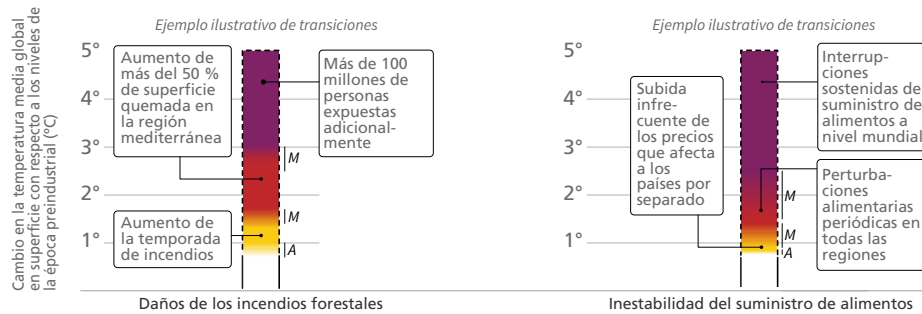 Cambio en la temperatura media global
en superficie con respecto a los niveles de
la época preindustrial (°C)
Ejemplo ilustrativo de transiciones
5°
4°
3°
2°
1°
Aumento de
más del 50 %
de superficie
quemada en
la región
mediterránea
Más de 100
millones de
personas
expuestas
adicional-
mente
Aumento de
la temporada
de incendios
M
M
A
Daños de los incendios forestales
Ejemplo ilustrativo de transiciones
5°
4°
3°
2°
1°
Subida
infre-
cuente de
los precios
que afecta
a los
países por
separado
Interrup-
ciones
sostenidas de
suministro de
alimentos a
nivel mundial
Perturba-
ciones
alimentarias
periódicas en
todas las
regiones
M
M
A
Inestabilidad del suministro de alimentos